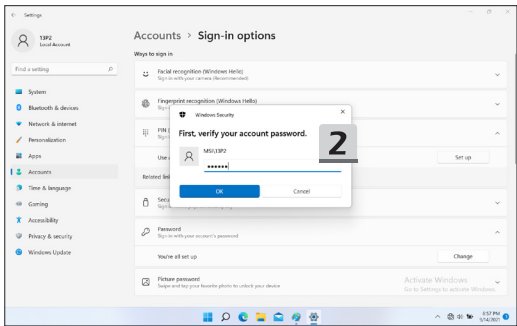 Settings
13P2
Local Account
Find a setting
System
Bluetooth & devices
Network & internet
Personalization
Apps
Accounts
Time & language
Gaming
Accessibility
Privacy & security
Windows Update
Accounts > Sign-in options
Ways to sign in
Facial recognition (Windows Hello)
Sign in with your camera (Recommended)
Fingerprint recognition (Windows Hello)
PIN (
Set up
Related lin
Secu
Password
Sign in with your account's password
You're all set up
Change
Picture password
Swipe and tap your favorite photo to unlock your device
Windows Security
First, verify your account password.
MSI\13P2
••••••
OK
Cancel
2
Activate Windows
Go to Settings to activate Windows.
3:57 PM
5/14/2021